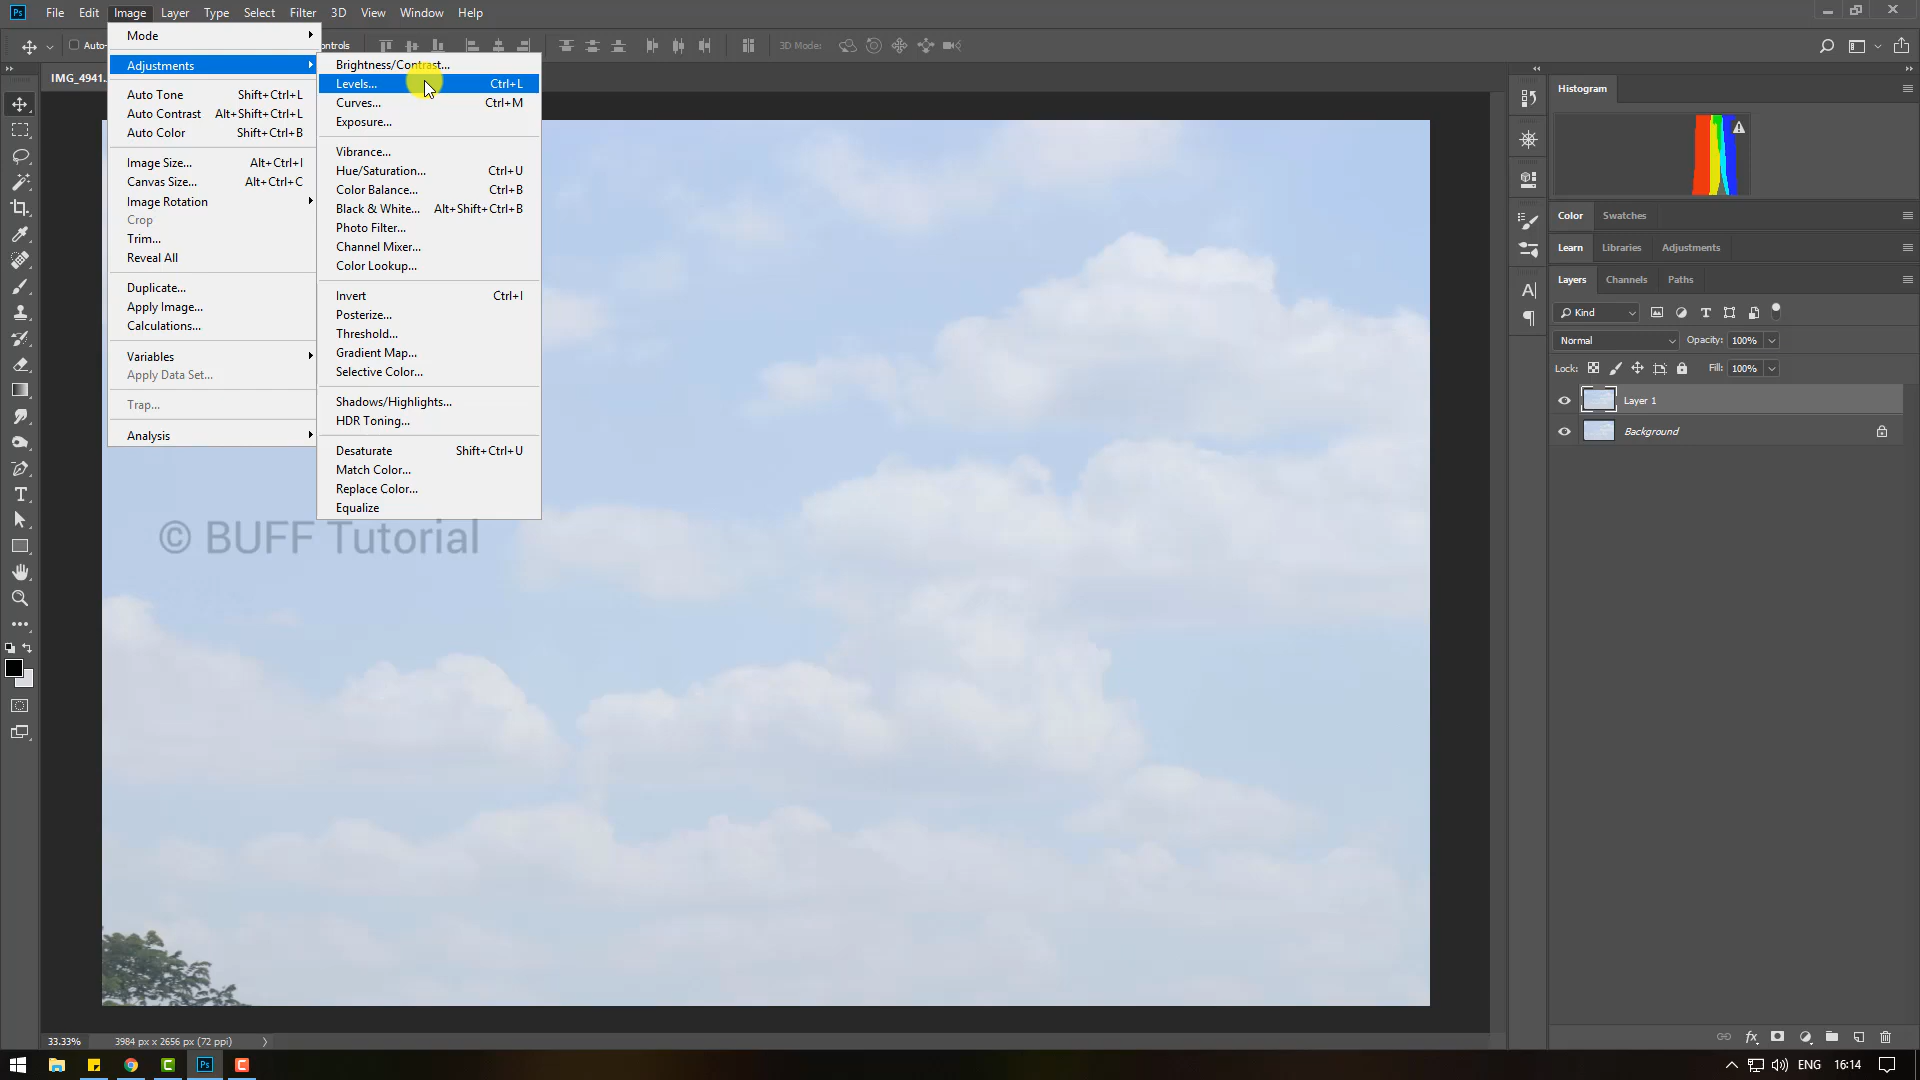 Ps File Edit Image Layer Type Select Filter 3D View Window Help
Auto- ntrols 3D Mode:
IMG_4941.
Mode
Adjustments
Auto Tone Shift+Ctrl+L
Auto Contrast Alt+Shift+Ctrl+L
Auto Color Shift+Ctrl+B
Image Size... Alt+Ctrl+I
Canvas Size... Alt+Ctrl+C
Image Rotation
Crop
Trim...
Reveal All
Duplicate...
Apply Image...
Calculations...
Variables
Apply Data Set...
Trap...
Analysis
Brightness/Contrast...
Levels... Ctrl+L
Curves... Ctrl+M
Exposure...
Vibrance...
Hue/Saturation... Ctrl+U
Color Balance... Ctrl+B
Black & White... Alt+Shift+Ctrl+B
Photo Filter...
Channel Mixer...
Color Lookup...
Invert Ctrl+I
Posterize...
Threshold...
Gradient Map...
Selective Color...
Shadows/Highlights...
HDR Toning...
Desaturate Shift+Ctrl+U
Match Color...
Replace Color...
Equalize
© BUFF Tutorial
Histogram
Color Swatches
Learn Libraries Adjustments
Layers Channels Paths
Kind
Normal Opacity: 100%
Lock: Fill: 100%
Layer 1
Background
33.33% 3984 px x 2656 px (72 ppi)
ENG 16:14